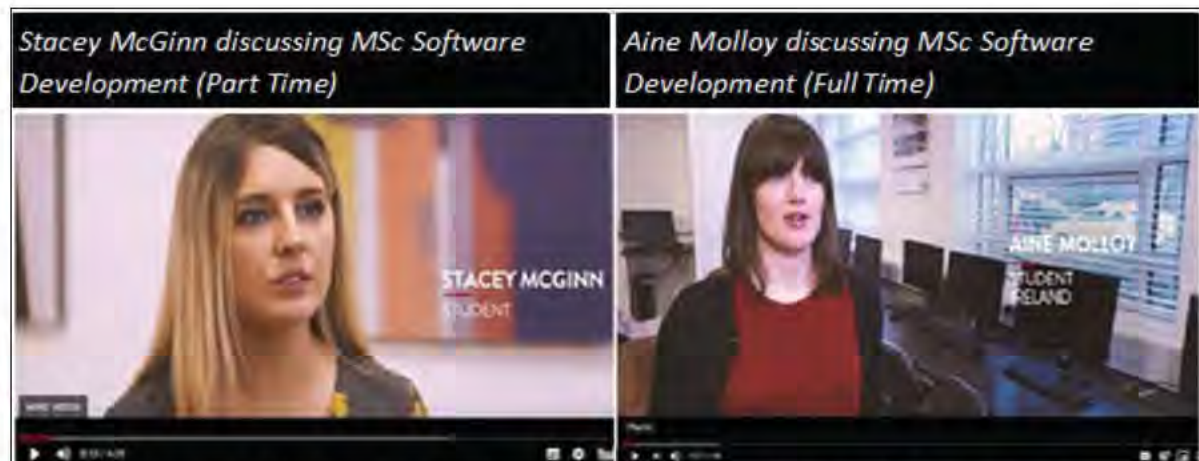 Stacey McGinn discussing MSc Software
Development (Part Time)
Aine Molloy discussing MSc Software
Development (Full Time)
STACEY MCGINN
STUDENT
AINE MOLLOY
STUDENT
IRELAND